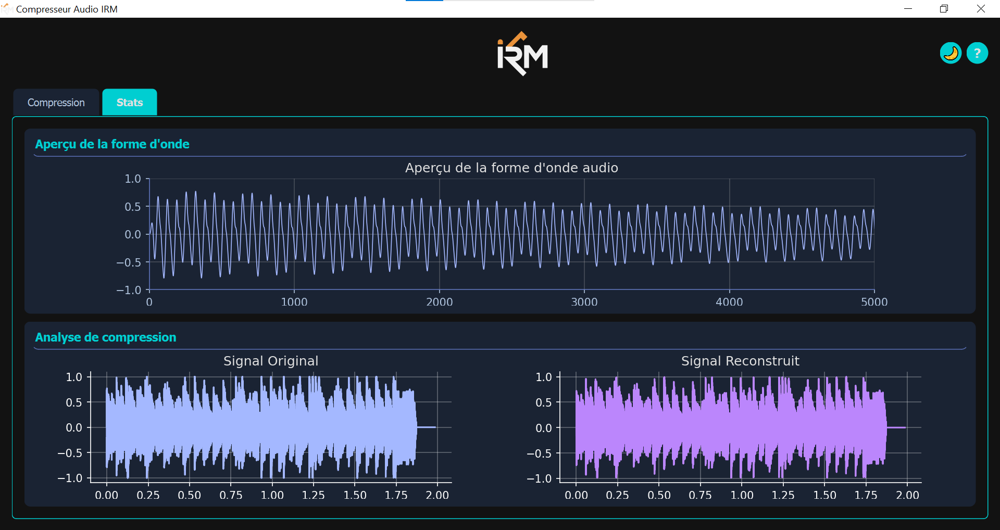 Compresseur Audio IRM
iRM
?
Compression
Stats
Aperçu de la forme d'onde
Aperçu de la forme d'onde audio
1.0
0.5
0.0
−0.5
−1.0
0 1000 2000 3000 4000 5000
Analyse de compression
Signal Original
1.0
0.5
0.0
−0.5
−1.0
0.00 0.25 0.50 0.75 1.00 1.25 1.50 1.75 2.00
Signal Reconstruit
1.0
0.5
0.0
−0.5
−1.0
0.00 0.25 0.50 0.75 1.00 1.25 1.50 1.75 2.00